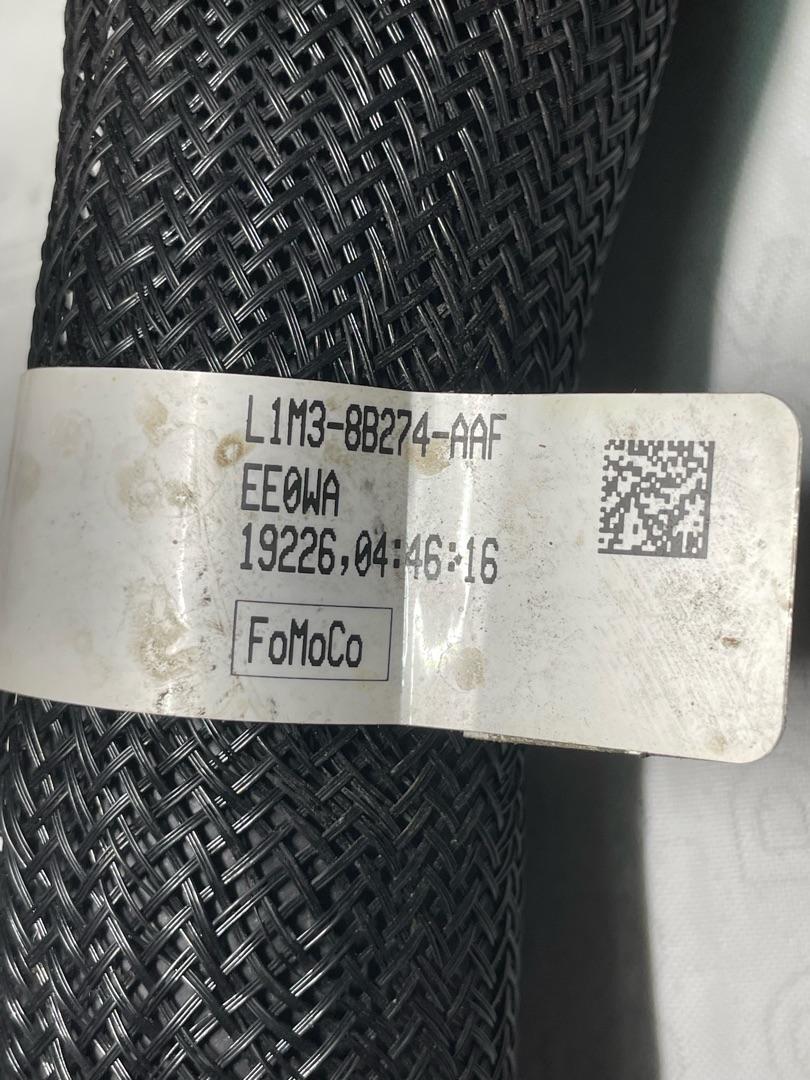 L1M3-8B274-AAF
EE0WA
19226,04:46:16
FoMoCo